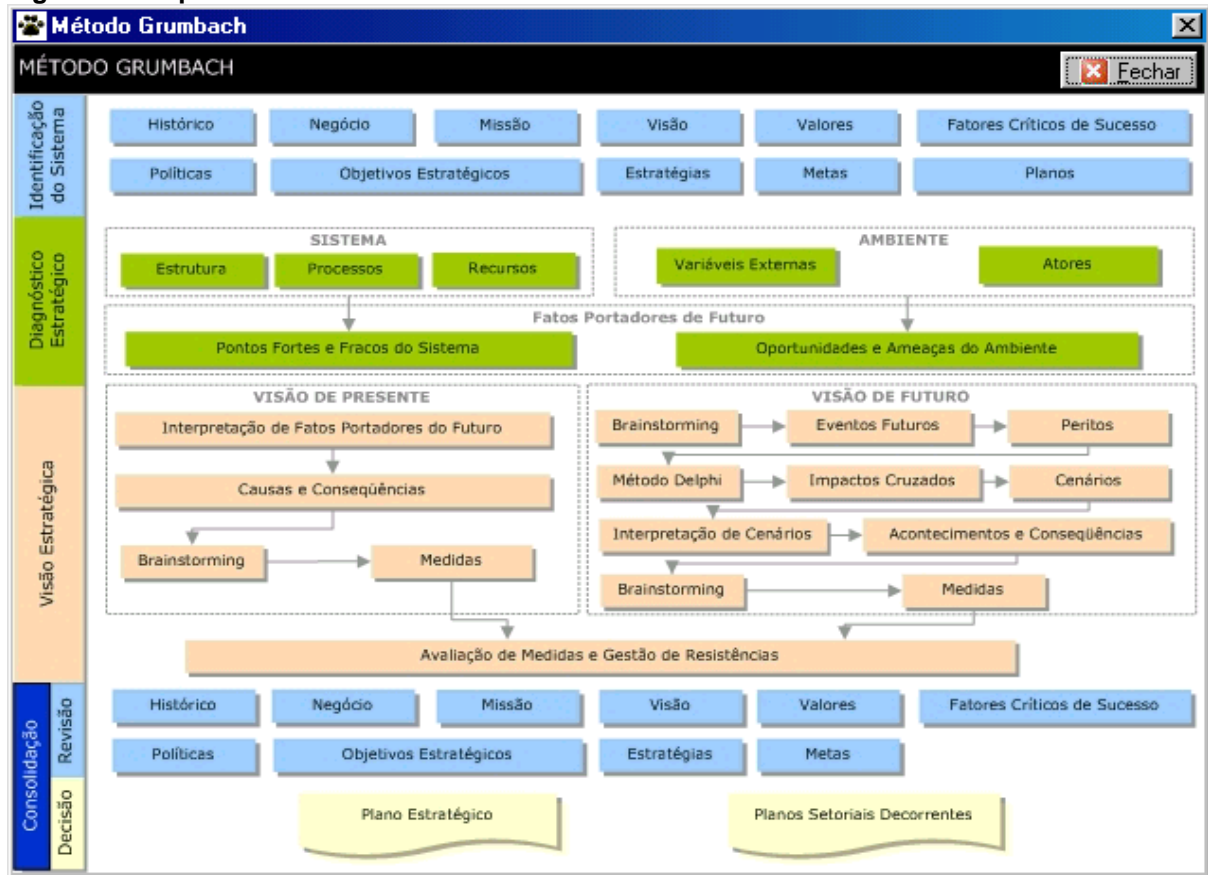 Método Grumbach
MÉTODO GRUMBACH
Fechar
Identificação
do Sistema
Histórico
Negócio
Missão
Visão
Valores
Fatores Críticos de Sucesso
Políticas
Objetivos Estratégicos
Estratégias
Metas
Planos
Diagnóstico
Estratégico
SISTEMA
Estrutura
Processos
Recursos
AMBIENTE
Variáveis Externas
Atores
Fatos Portadores de Futuro
Pontos Fortes e Fracos do Sistema
Oportunidades e Ameaças do Ambiente
Visão Estratégica
VISÃO DE PRESENTE
Interpretação de Fatos Portadores do Futuro
Causas e Conseqüências
Brainstorming
Medidas
VISÃO DE FUTURO
Brainstorming
Eventos Futuros
Peritos
Método Delphi
Impactos Cruzados
Cenários
Interpretação de Cenários
Acontecimentos e Conseqüências
Brainstorming
Medidas
Avaliação de Medidas e Gestão de Resistências
Consolidação
Revisão
Histórico
Negócio
Missão
Visão
Valores
Fatores Críticos de Sucesso
Políticas
Objetivos Estratégicos
Estratégias
Metas
Decisão
Plano Estratégico
Planos Setoriais Decorrentes